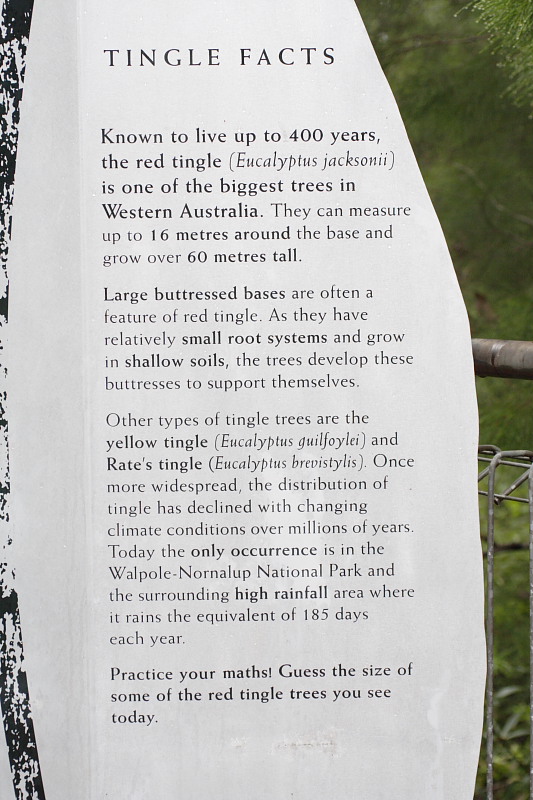 TINGLE FACTS
Known to live up to 400 years,
the red tingle (Eucalyptus jacksonii)
is one of the biggest trees in
Western Australia. They can measure
up to 16 metres around the base and
grow over 60 metres tall.
Large buttressed bases are often a
feature of red tingle. As they have
relatively small root systems and grow
in shallow soils, the trees develop these
buttresses to support themselves.
Other types of tingle trees are the
yellow tingle (Eucalyptus guilfoylei) and
Rate's tingle (Eucalyptus brevistylis). Once
more widespread, the distribution of
tingle has declined with changing
climate conditions over millions of years.
Today the only occurrence is in the
Walpole-Nornalup National Park and
the surrounding high rainfall area where
it rains the equivalent of 185 days
each year.
Practice your maths! Guess the size of
some of the red tingle trees you see
today.